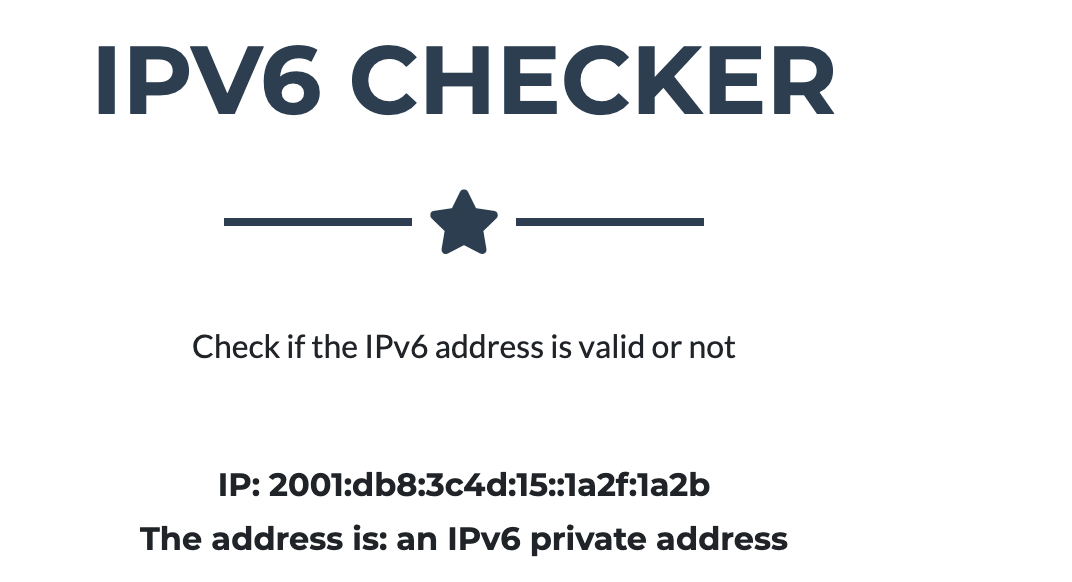 IPV6 CHECKER
Check if the IPv6 address is valid or not
IP: 2001:db8:3c4d:15::1a2f:1a2b
The address is: an IPv6 private address